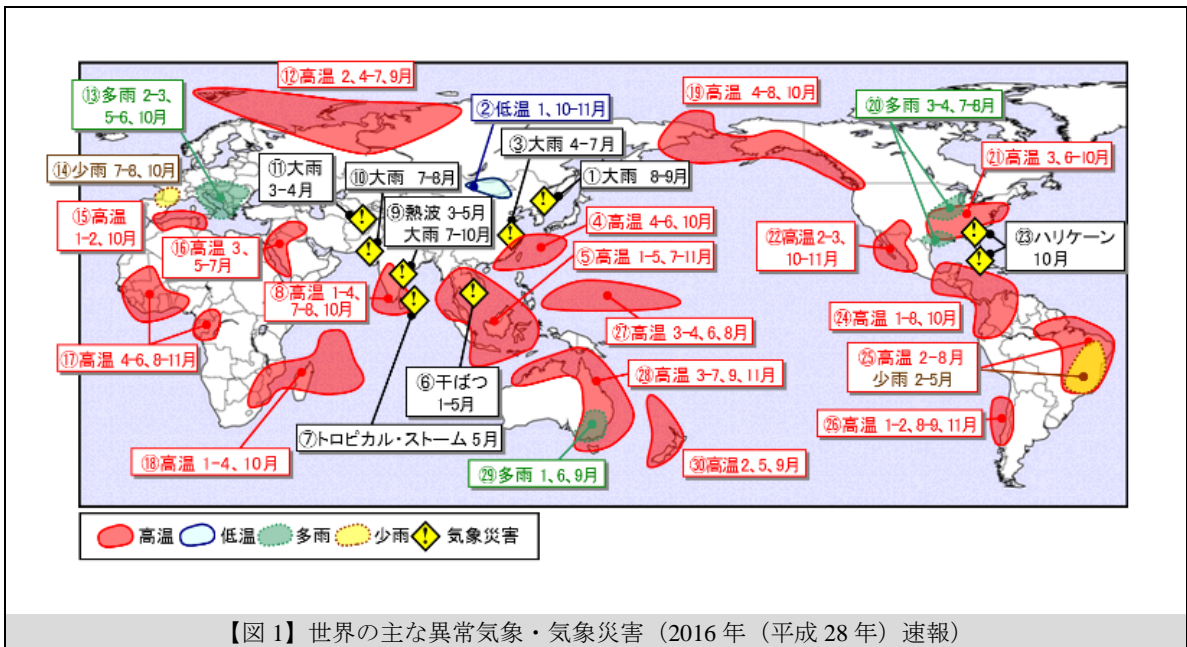 ⑫高温 2、4-7、9月
⑬多雨 2-3、
5-6、10月
②低温 1、10-11月
⑲高温 4-8、10月
⑳多雨 3-4、7-8月
③大雨 4-7月
⑭少雨 7-8、10月
⑪大雨
3-4月
⑩大雨 7-8月
①大雨 8-9月
㉑高温 3、6-10月
⑨熱波 3-5月
大雨 7-10月
⑮高温
1-2、10月
④高温 4-6、10月
⑯高温 3、
5-7月
⑤高温 1-5、7-11月
㉒高温2-3、
10-11月
㉓ハリケーン
10月
⑧高温 1-4、
7-8、10月
㉗高温 3-4、6、8月
㉔高温 1-8、10月
⑰高温 4-6、8-11月
㉕高温 2-8月
少雨 2-5月
⑥干ばつ
1-5月
㉘高温 3-7、9、11月
⑦トロピカル・ストーム 5月
㉖高温 1-2、8-9、11月
⑱高温 1-4、10月
㉙多雨 1、6、9月
㉚高温2、5、9月
高温 低温 多雨 少雨 気象災害
【図 1】世界の主な異常気象・気象災害（2016 年（平成 28 年）速報）